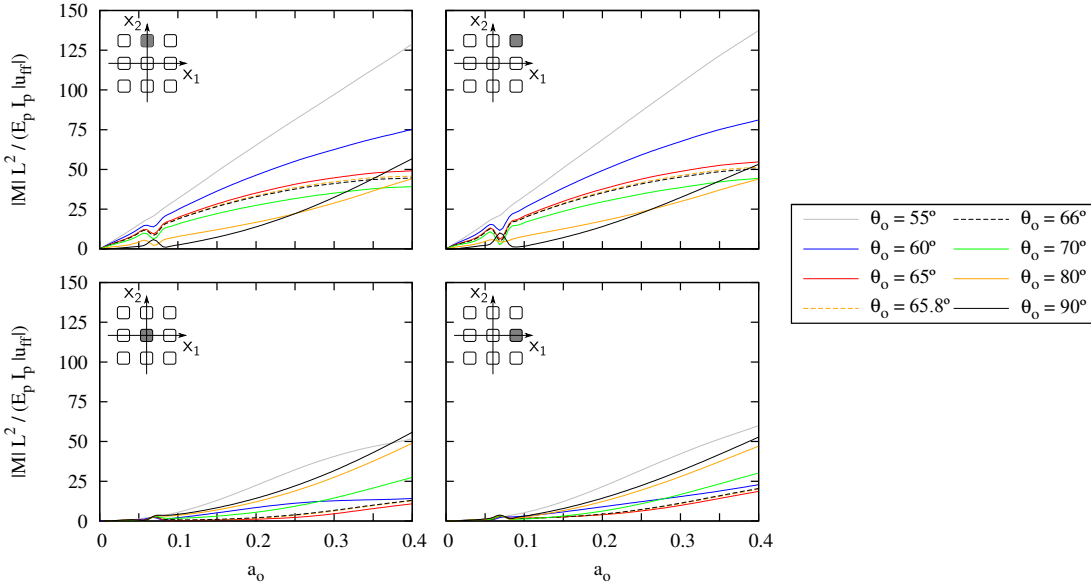 |M| L² / (E_p I_p |u_ff|)
150
125
100
75
50
25
0
x₂
x₁
x₂
x₁
|M| L² / (E_p I_p |u_ff|)
150
125
100
75
50
25
0
x₂
x₁
x₂
x₁
0 0.1 0.2 0.3 0.4
0 0.1 0.2 0.3 0.4
a_o
a_o
θ_o = 55º
θ_o = 66º
θ_o = 60º
θ_o = 70º
θ_o = 65º
θ_o = 80º
θ_o = 65.8º
θ_o = 90º